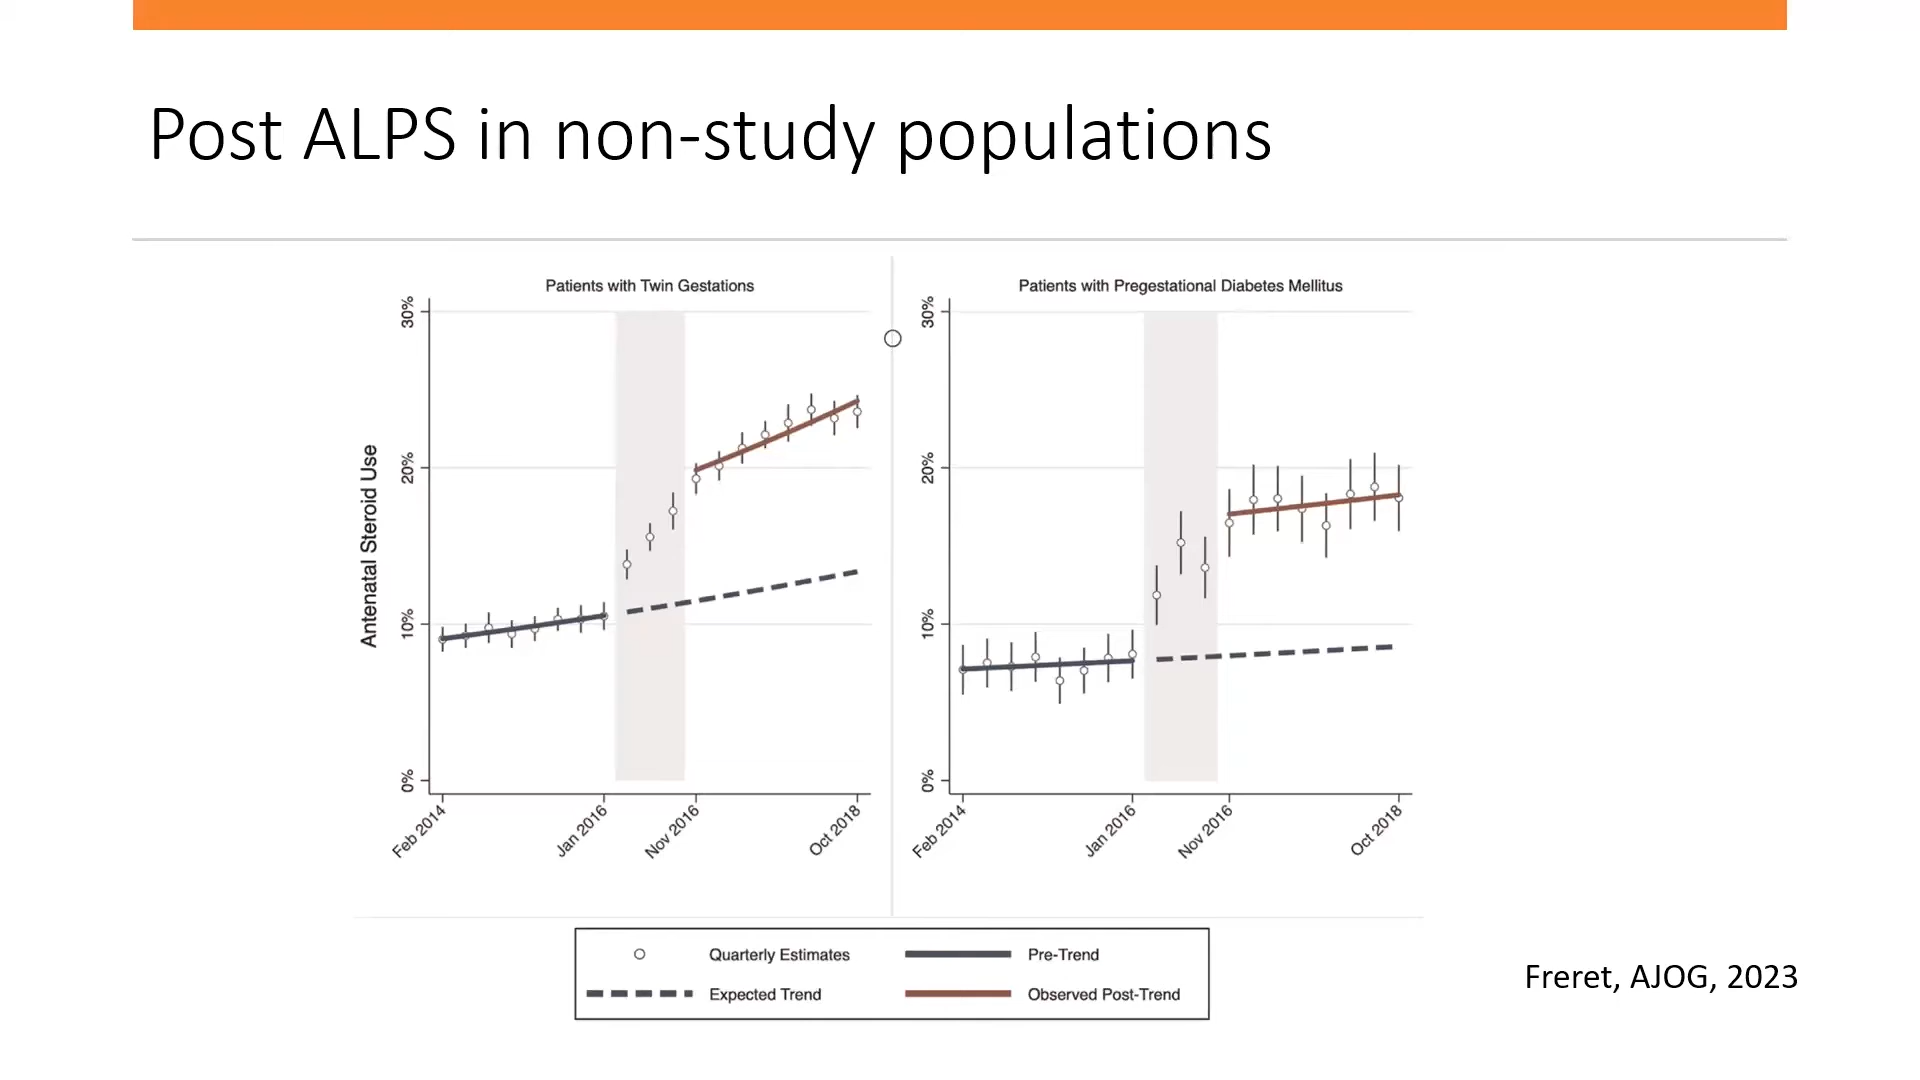 Post ALPS in non-study populations
Patients with Twin Gestations
Antenatal Steroid Use
30%
20%
10%
0%
Feb 2014
Jan 2016
Nov 2016
Oct 2018
Patients with Pregestational Diabetes Mellitus
30%
20%
10%
0%
Feb 2014
Jan 2016
Nov 2016
Oct 2018
Quarterly Estimates
Pre-Trend
Expected Trend
Observed Post-Trend
Freret, AJOG, 2023